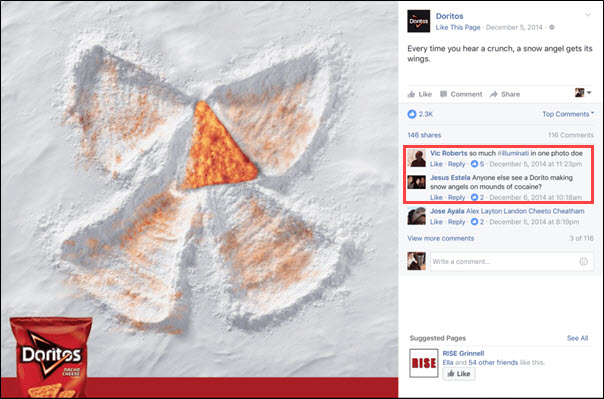 Doritos
Like This Page · December 5, 2014 ·
Every time you hear a crunch, a snow angel gets its
wings.
Like Comment Share
2.3K Top Comments
146 shares 116 Comments
Vic Roberts so much #illuminati in one photo doe
Like · Reply · 5 · December 5, 2014 at 11:23pm
Jesus Estela Anyone else see a Dorito making
snow angels on mounds of cocaine?
Like · Reply · 2 · December 6, 2014 at 10:18am
Jose Ayala Alex Layton Landon Cheeto Cheatham
Like · Reply · 2 · December 5, 2014 at 8:19pm
View more comments 3 of 116
Write a comment...
Suggested Pages See All
RISE
RISE Grinnell
Ella and 54 other friends like this.
Like
Doritos
NACHO
CHEESE